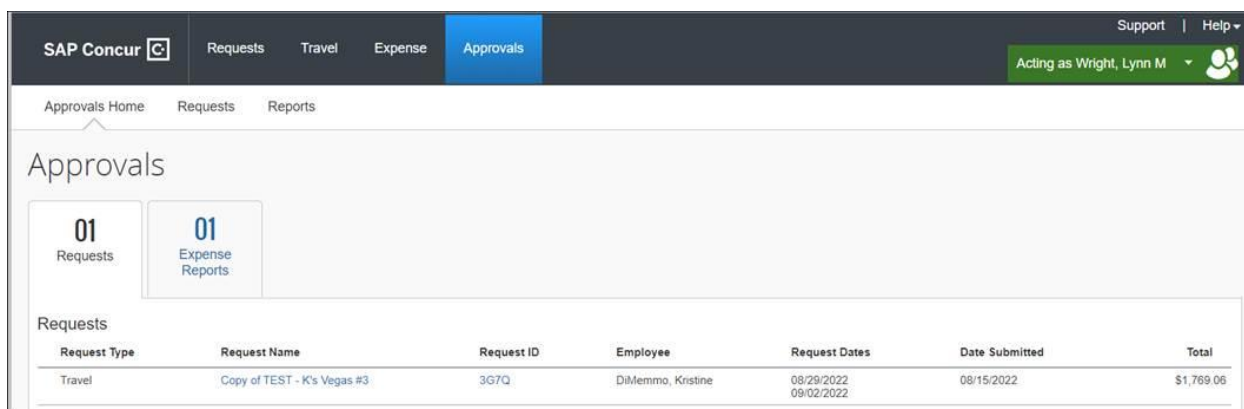 Support | Help
SAP Concur Requests Travel Expense Approvals
Acting as Wright, Lynn M
Approvals Home Requests Reports
Approvals
01 01
Requests Expense
Reports
Requests
Request Type Request Name Request ID Employee Request Dates Date Submitted Total
Travel Copy of TEST - K's Vegas #3 3G7Q DiMemmo, Kristine 08/29/2022 08/15/2022 $1,769.06
09/02/2022